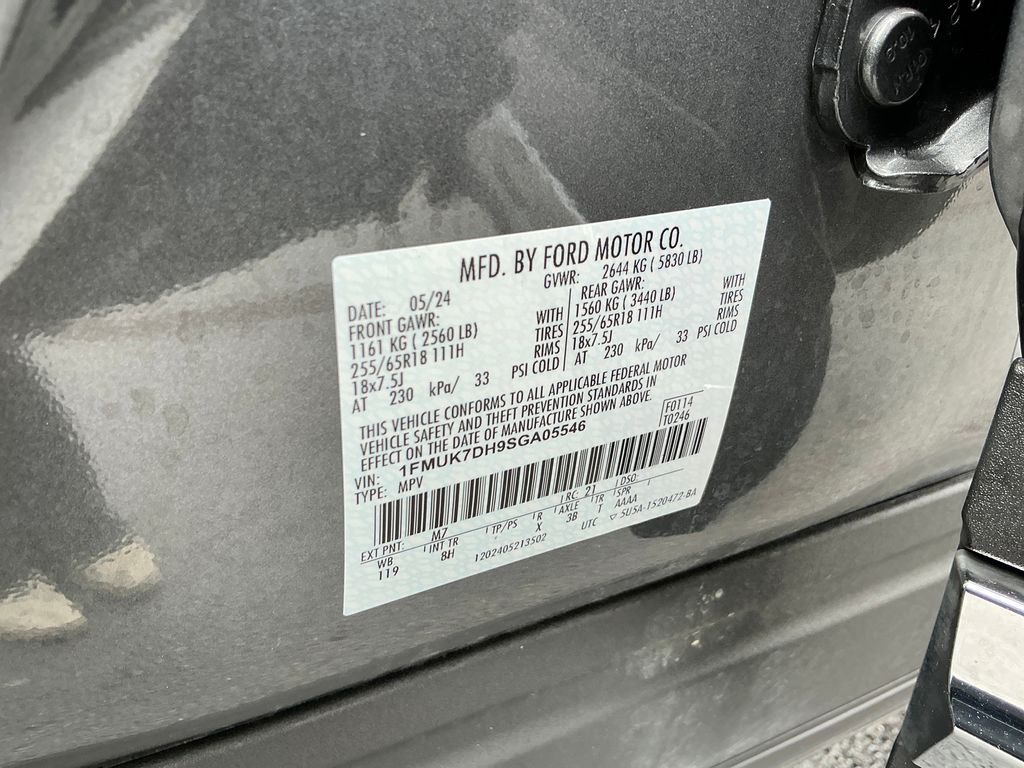 MFD. BY FORD MOTOR CO.
DATE: 05/24 GVWR: 2644 KG ( 5830 LB)
FRONT GAWR: REAR GAWR:
1161 KG ( 2560 LB) WITH 1560 KG ( 3440 LB) WITH
255/65R18 111H TIRES 255/65R18 111H TIRES
18x7.5J RIMS 18x7.5J RIMS
AT 230 kPa/ 33 PSI COLD AT 230 kPa/ 33 PSI COLD
THIS VEHICLE CONFORMS TO ALL APPLICABLE FEDERAL MOTOR
VEHICLE SAFETY AND THEFT PREVENTION STANDARDS IN
EFFECT ON THE DATE OF MANUFACTURE SHOWN ABOVE.
F0114
T0246
VIN: 1FMUK7DH9SGA05546
TYPE: MPV
EXT PNT: M7 RC: 21 DSO:
WB INT TR TP/PS R AXLE TR SPR
119 8H X 3B T AAAA
1202405213502 UTC ▽ 5U5A-1520472-BA